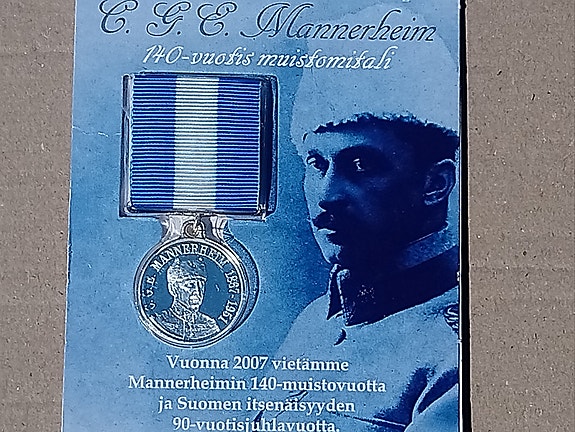 C. G. E. Mannerheim
140-vuotis muistomitali
C.G.E MANNERHEIM 1867-1951
Vuonna 2007 vietämme
Mannerheimin 140-muistovuotta
ja Suomen itsenäisyyden
90-vuotisjuhlavuotta.